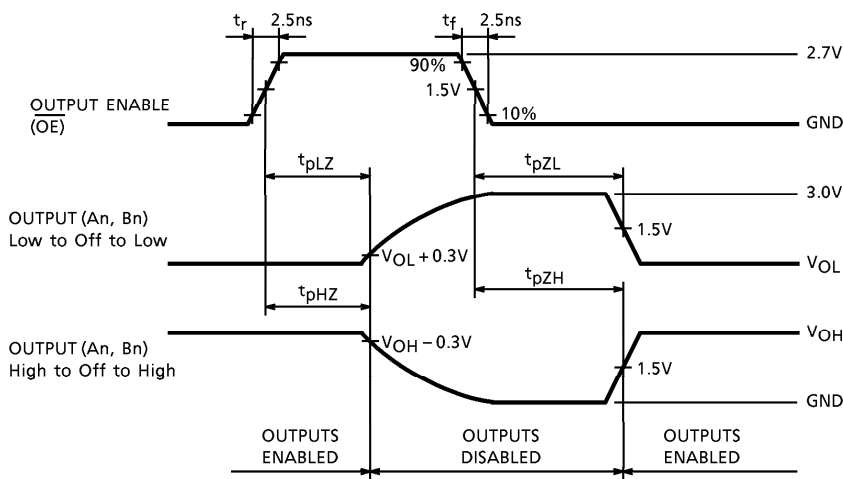 tr 2.5ns tf 2.5ns
2.7V
90%
1.5V
OUTPUT ENABLE
(OE)
10%
GND
tpLZ tpZL
3.0V
OUTPUT (An, Bn)
Low to Off to Low
1.5V
VOL + 0.3V
VOL
tpHZ tpZH
VOH
OUTPUT (An, Bn)
High to Off to High
VOH − 0.3V
1.5V
GND
OUTPUTS ENABLED
OUTPUTS DISABLED
OUTPUTS ENABLED